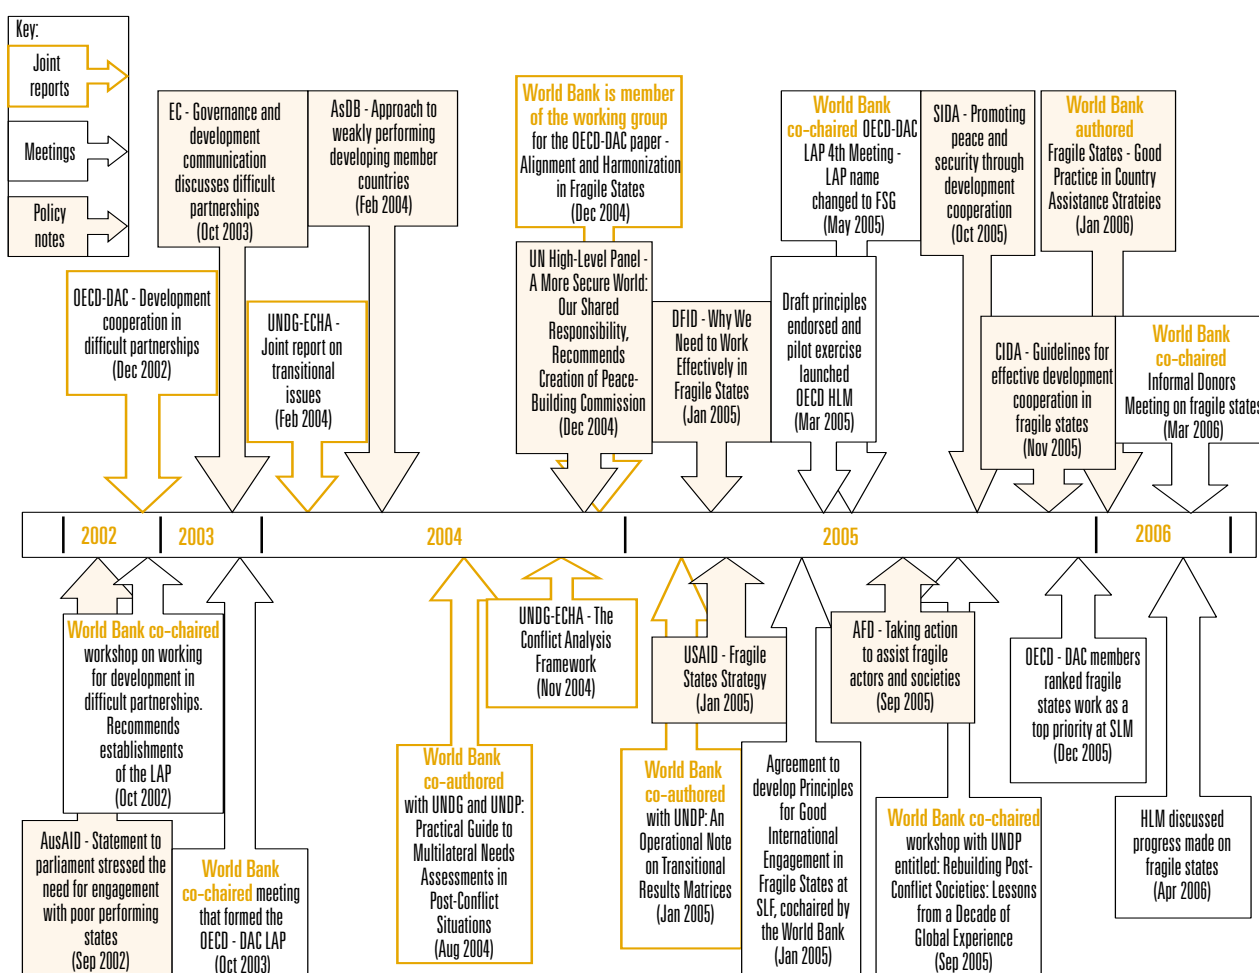 Key:
Joint
reports
Meetings
Policy
notes
OECD-DAC - Development
cooperation in
difficult partnerships
(Dec 2002)
EC - Governance and
development
communication
discusses difficult
partnerships
(Oct 2003)
UNDG-ECHA -
Joint report on
transitional
issues
(Feb 2004)
AsDB - Approach to
weakly performing
developing member
countries
(Feb 2004)
World Bank is member
of the working group
for the OECD-DAC paper -
Alignment and Harmonization
in Fragile States
(Dec 2004)
UN High-Level Panel -
A More Secure World:
Our Shared
Responsibility,
Recommends
Creation of Peace-
Building Commission
(Dec 2004)
DFID - Why We
Need to Work
Effectively in
Fragile States
(Jan 2005)
World Bank
co-chaired OECD-DAC
LAP 4th Meeting -
LAP name
changed to FSG
(May 2005)
Draft principles
endorsed and
pilot exercise
launched
OECD HLM
(Mar 2005)
SIDA - Promoting
peace and
security through
development
cooperation
(Oct 2005)
CIDA - Guidelines for
effective development
cooperation in
fragile states
(Nov 2005)
World Bank
authored
Fragile States - Good
Practice in Country
Assistance Strateies
(Jan 2006)
World Bank
co-chaired
Informal Donors
Meeting on fragile states
(Mar 2006)
2002
2003
2004
2005
2006
World Bank co-chaired
workshop on working
for development in
difficult partnerships.
Recommends
establishments
of the LAP
(Oct 2002)
AusAID - Statement to
parliament stressed the
need for engagement
with poor performing
states
(Sep 2002)
World Bank
co-chaired meeting
that formed the
OECD - DAC LAP
(Oct 2003)
World Bank
co-authored
with UNDG and UNDP:
Practical Guide to
Multilateral Needs
Assessments in
Post-Conflict
Situations
(Aug 2004)
UNDG-ECHA - The
Conflict Analysis
Framework
(Nov 2004)
World Bank
co-authored
with UNDP: An
Operational Note
on Transitional
Results Matrices
(Jan 2005)
USAID - Fragile
States Strategy
(Jan 2005)
Agreement to
develop Principles
for Good
International
Engagement in
Fragile States at
SLF, cochaired by
the World Bank
(Jan 2005)
AFD - Taking action
to assist fragile
actors and societies
(Sep 2005)
World Bank co-chaired
workshop with UNDP
entitled: Rebuilding Post-
Conflict Societies: Lessons
from a Decade of
Global Experience
(Sep 2005)
OECD - DAC members
ranked fragile
states work as a
top priority at SLM
(Dec 2005)
HLM discussed
progress made on
fragile states
(Apr 2006)